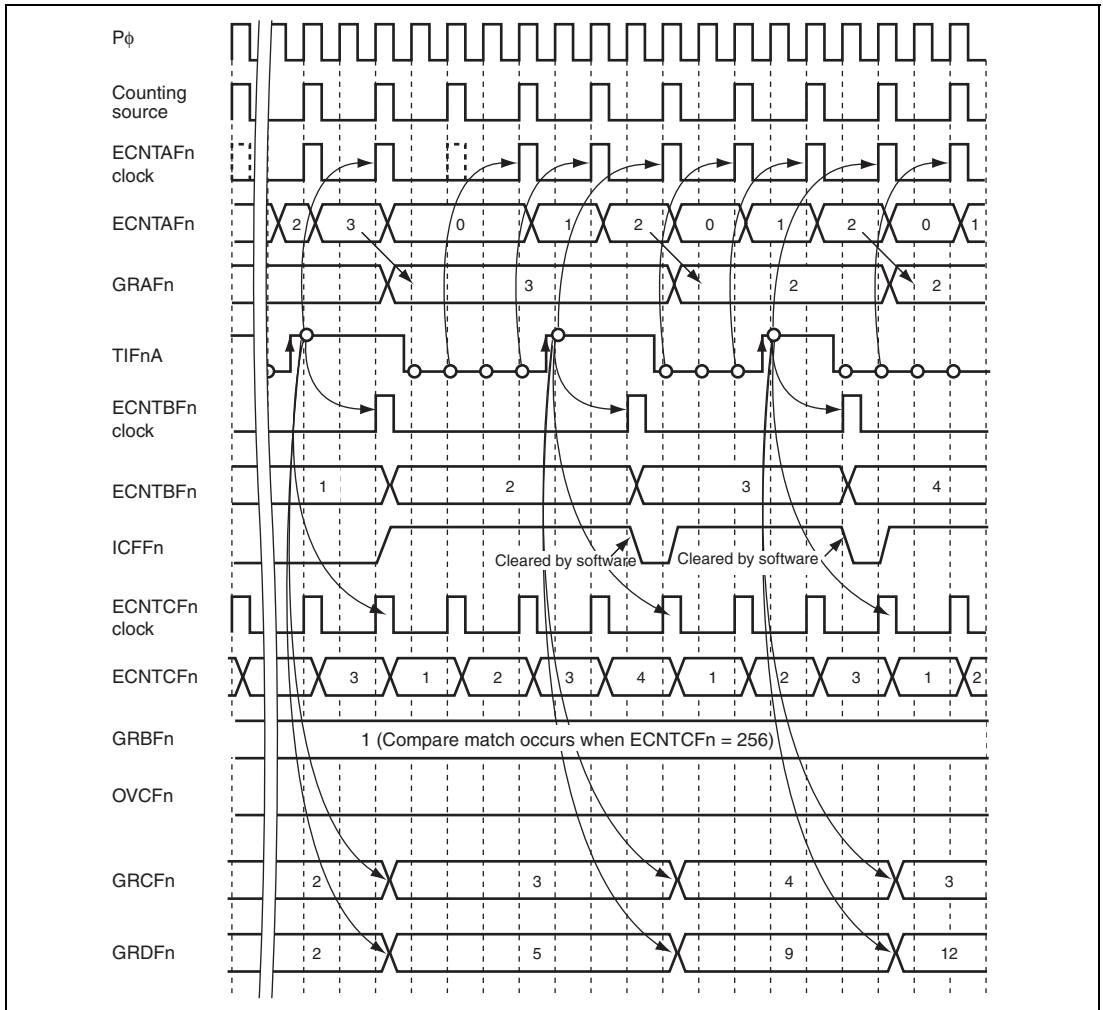 Pϕ
Counting
source
ECNTAFn
clock
ECNTAFn 2 3 0 1 2 0 1 2 0 1
GRAFn 3 2 2
TIFnA
ECNTBFn
clock
ECNTBFn 1 2 3 4
ICFFn Cleared by software Cleared by software
ECNTCFn
clock
ECNTCFn 3 1 2 3 4 1 2 3 1 2
GRBFn 1 (Compare match occurs when ECNTCFn = 256)
OVCFn
GRCFn 2 3 4 3
GRDFn 2 5 9 12